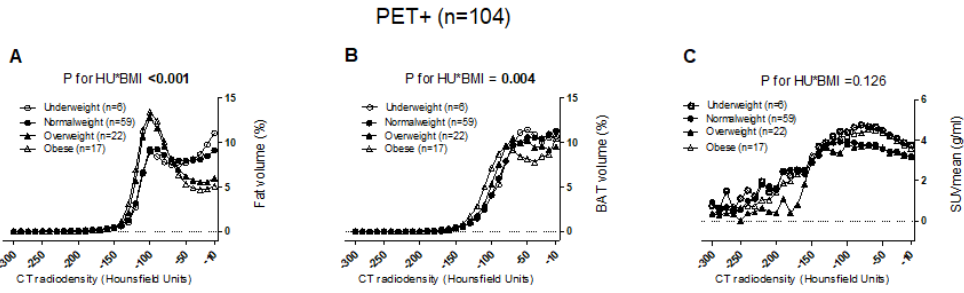 PET+ (n=104)
A
P for HU*BMI <0.001
Underweight (n=6)
Normalweight (n=59)
Overweight (n=22)
Obese (n=17)
15
10
5
0
Fat volume (%)
-300
-250
-200
-150
-100
-50
-10
CT radiodensity (Hounsfield Units)
B
P for HU*BMI = 0.004
Underweight (n=6)
Normalweight (n=59)
Overweight (n=22)
Obese (n=17)
15
10
5
0
BAT volume (%)
-300
-250
-200
-150
-100
-50
-10
CT radiodensity (Hounsfield Units)
C
P for HU*BMI =0.126
Underweight (n=6)
Normalweight (n=59)
Overweight (n=22)
Obese (n=17)
6
4
2
0
SUVmean (g/ml)
-300
-250
-200
-150
-100
-50
-10
CT radiodensity (Hounsfield Units)